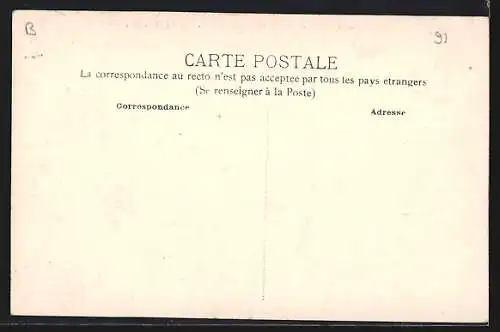 B
91
CARTE POSTALE
La correspondance au recto n'est pas acceptee par tous les pays etrangers
(Se renseigner à la Poste)
Correspondance
Adresse